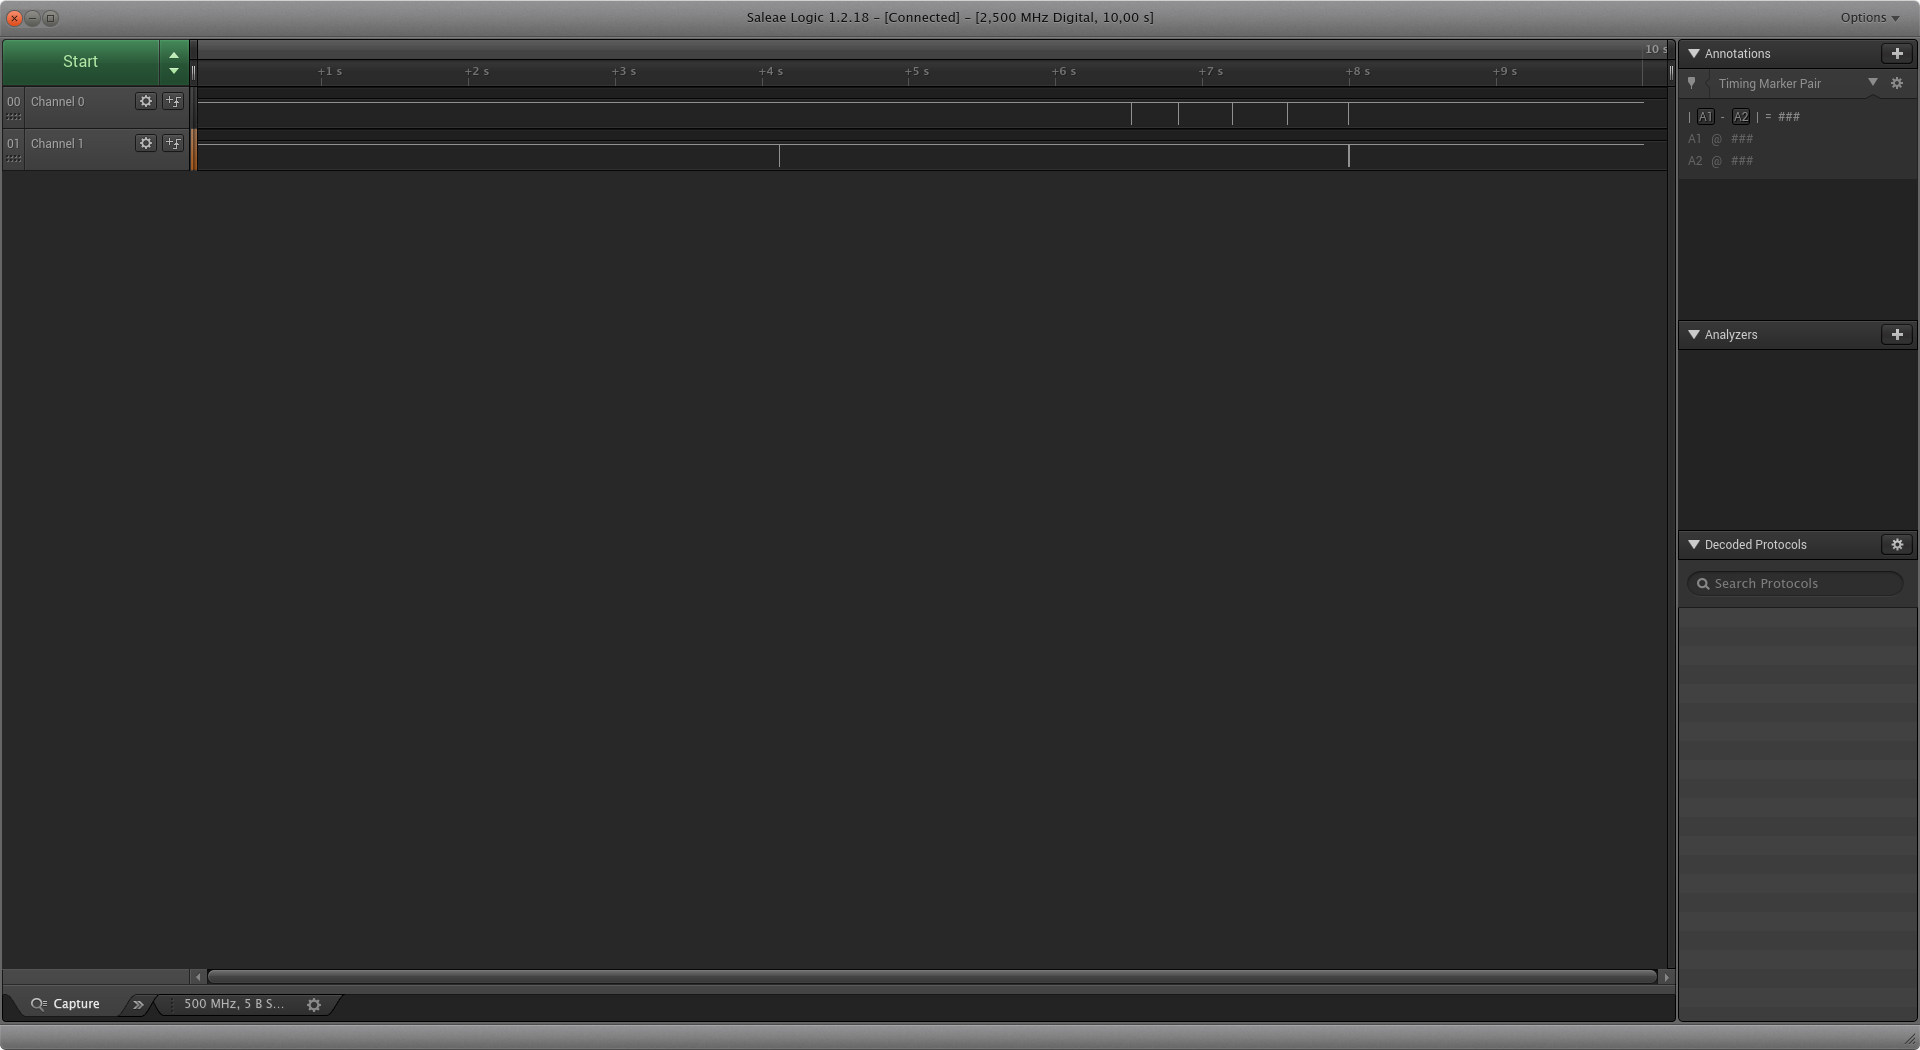 Saleae Logic 1.2.18 – [Connected] – [2,500 MHz Digital, 10,00 s]
Options
Start
10 s
+1 s +2 s +3 s +4 s +5 s +6 s +7 s +8 s +9 s
00 Channel 0
01 Channel 1
Annotations
Timing Marker Pair
| A1 - A2 | = ###
A1 @ ###
A2 @ ###
Analyzers
Decoded Protocols
Search Protocols
Capture
500 MHz, 5 B S...